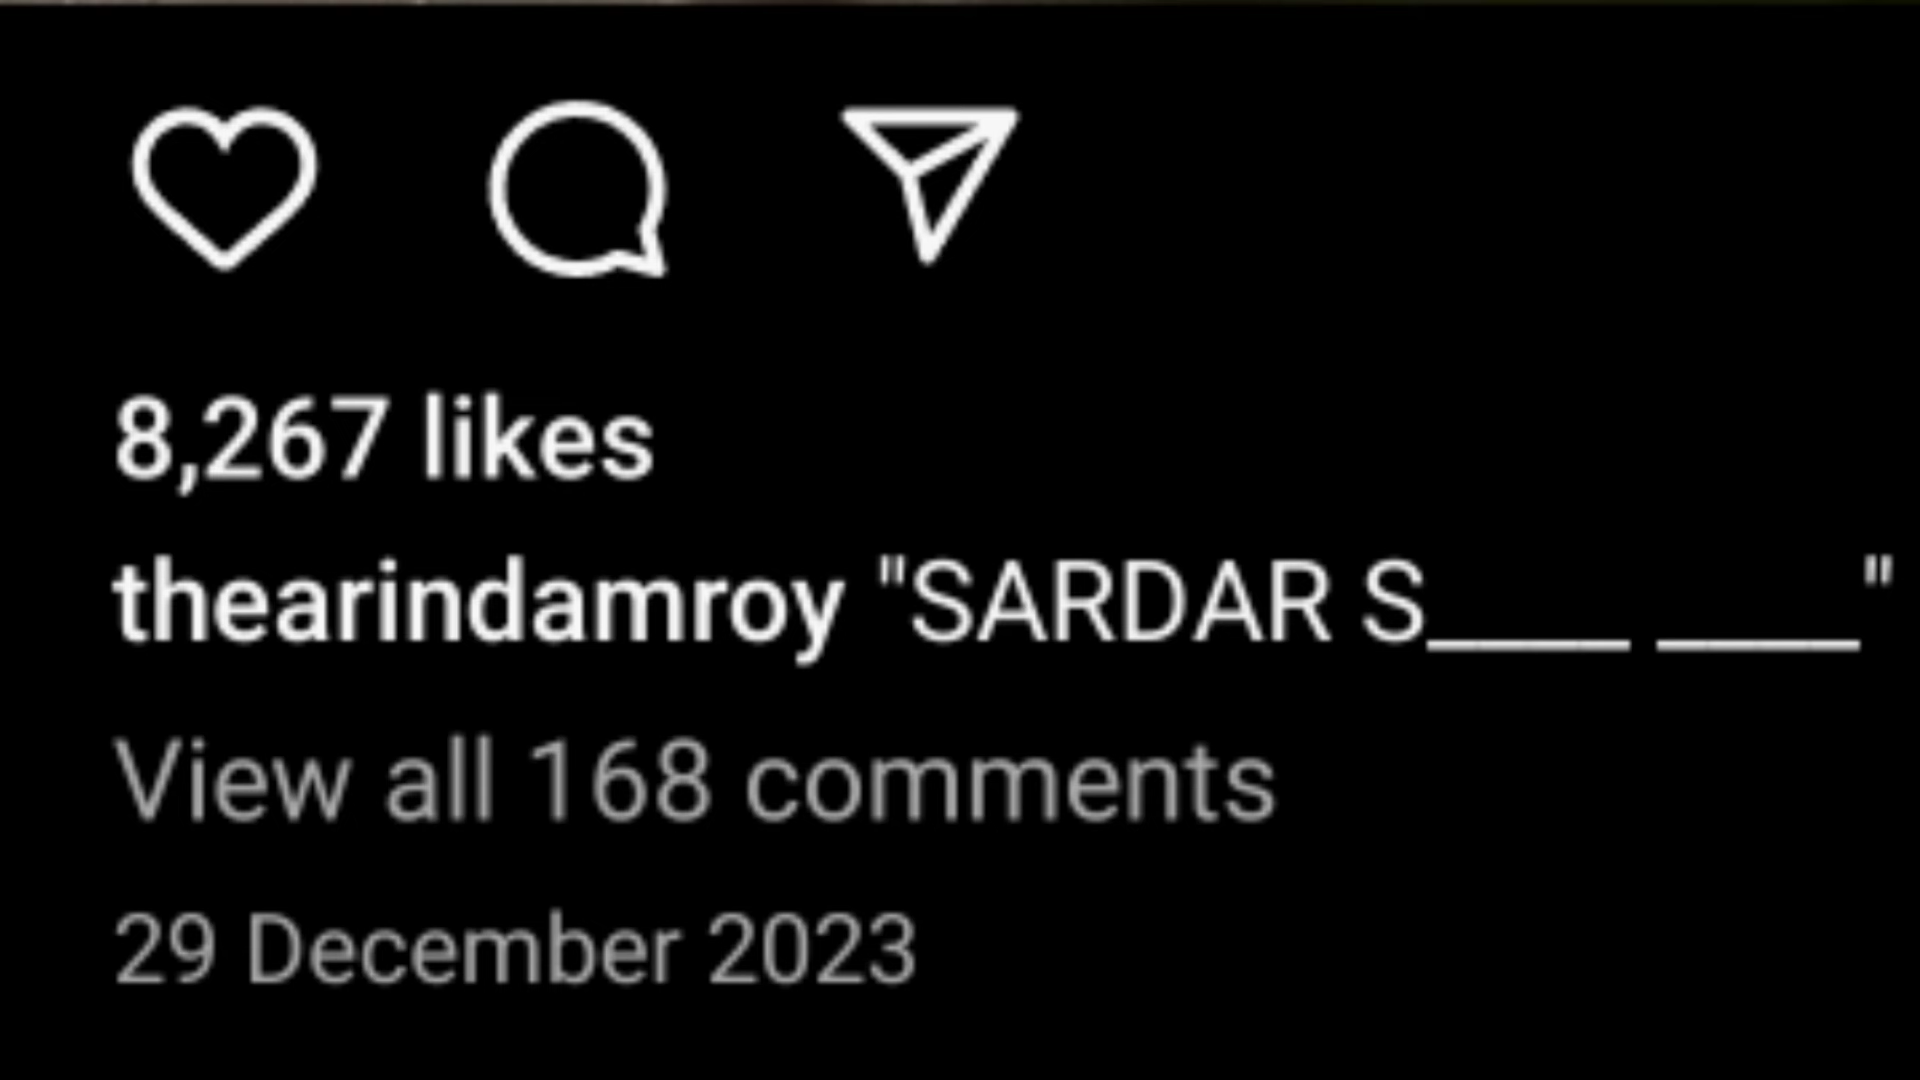 8,267 likes
thearindamroy "SARDAR S____ ____"
View all 168 comments
29 December 2023